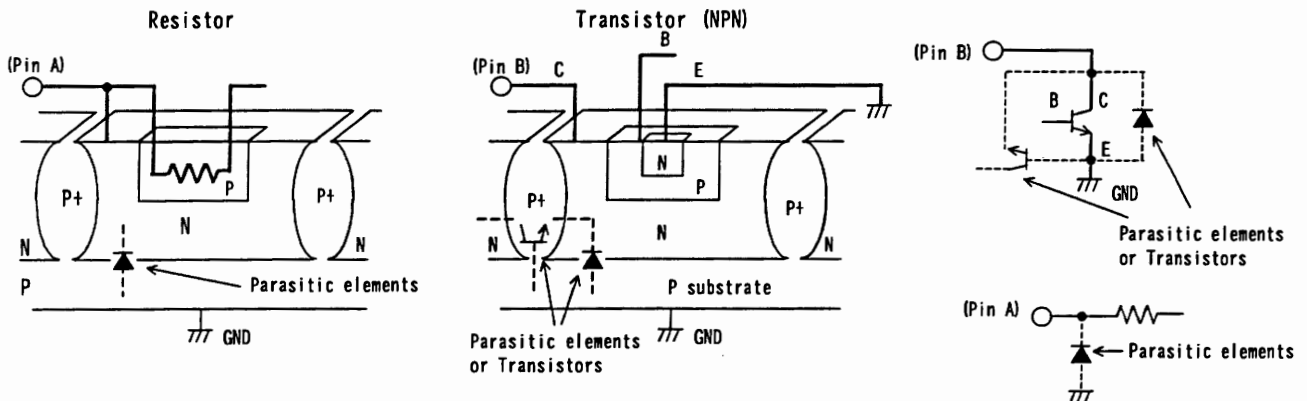 Resistor
(Pin A)
P+
P
P+
N
N
N
P
Parasitic elements
GND
Transistor (NPN)
B
(Pin B)
C
E
N
P
P+
P+
N
N
N
P substrate
GND
Parasitic elements
or Transistors
(Pin B)
B
C
E
GND
Parasitic elements
or Transistors
(Pin A)
Parasitic elements